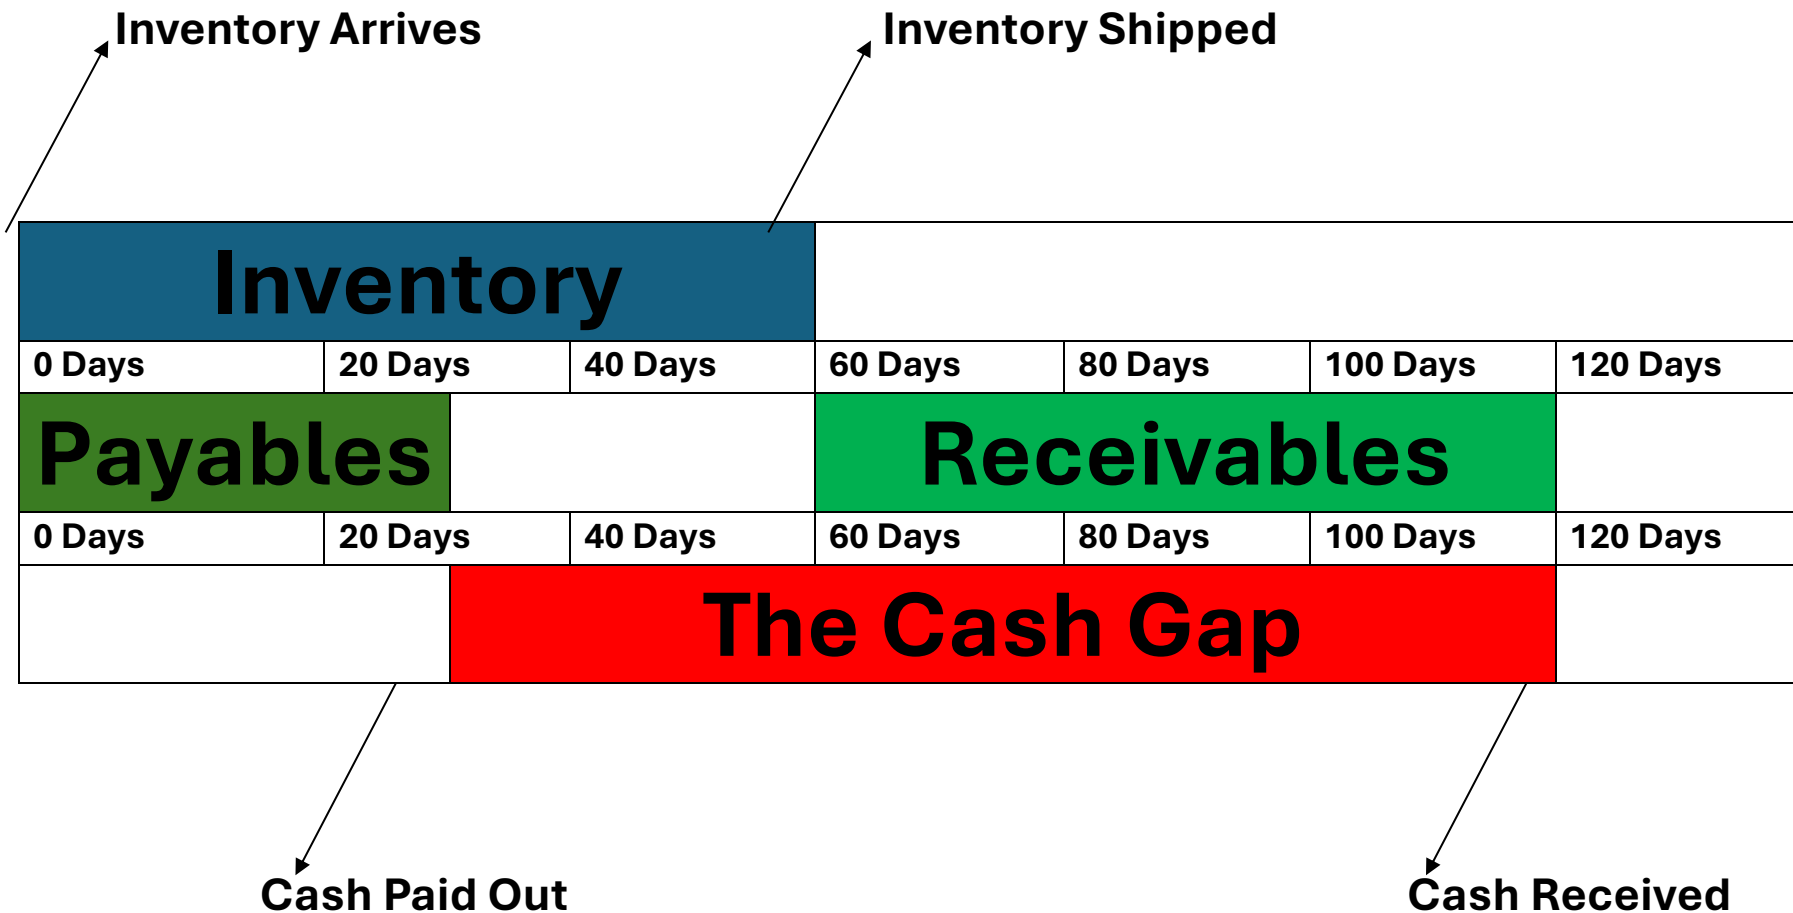 Inventory Arrives
Inventory Shipped
Inventory
0 Days 20 Days 40 Days 60 Days 80 Days 100 Days 120 Days
Payables Receivables
0 Days 20 Days 40 Days 60 Days 80 Days 100 Days 120 Days
The Cash Gap
Cash Paid Out
Cash Received